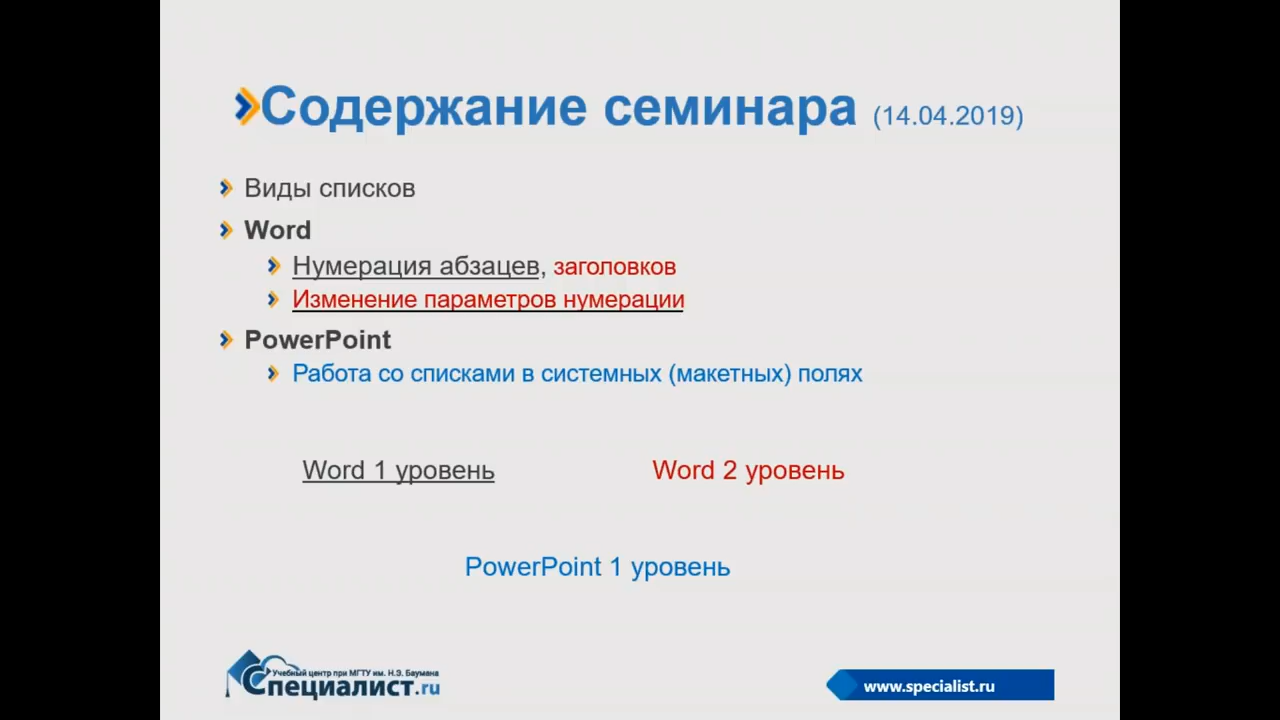 Содержание семинара (14.04.2019)
Виды списков
Word
Нумерация абзацев, заголовков
Изменение параметров нумерации
PowerPoint
Работа со списками в системных (макетных) полях
Word 1 уровень
Word 2 уровень
PowerPoint 1 уровень
Учебный центр при МГТУ им. Н.Э. Баумана
Специалист.ru
www.specialist.ru